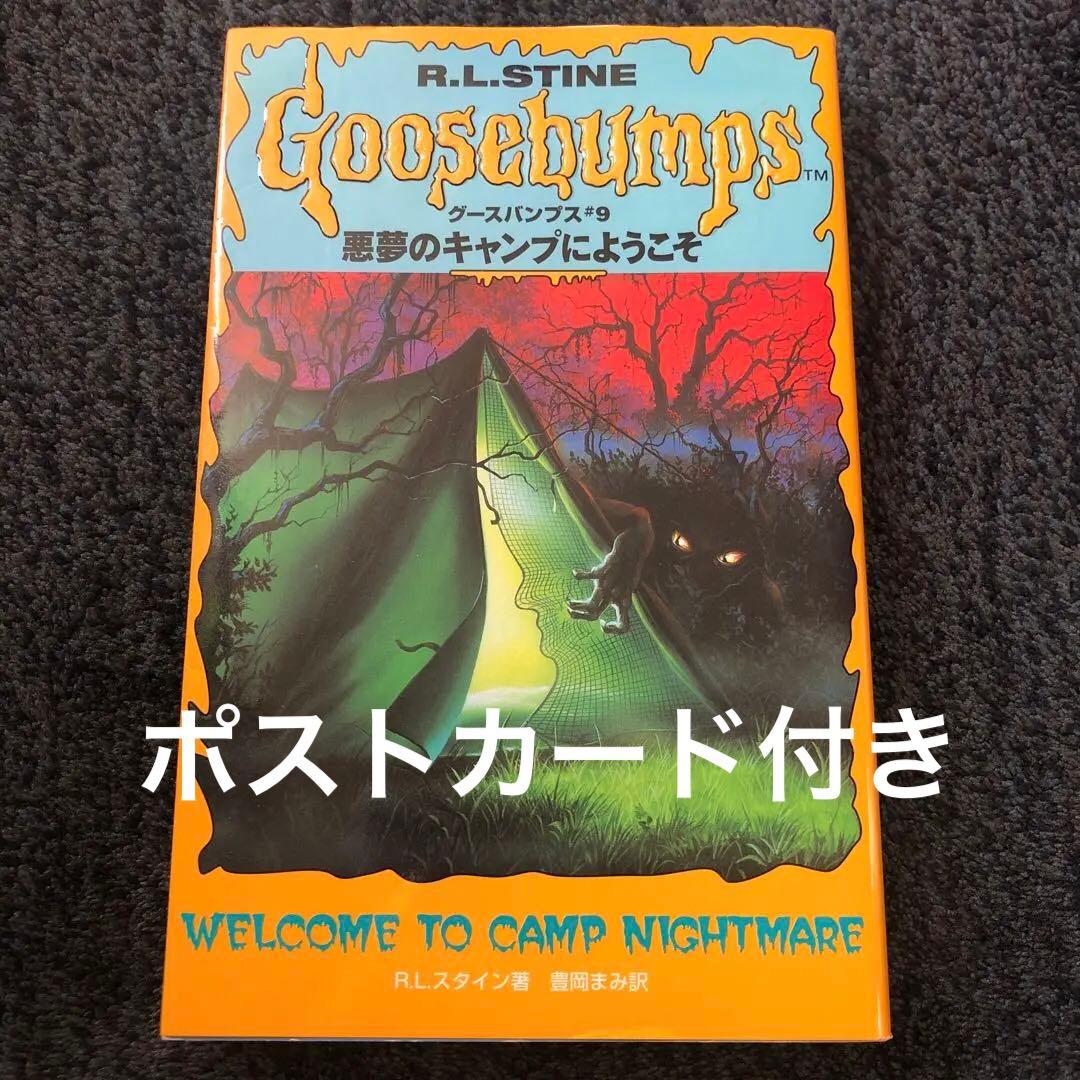 R.L.STINE
Goosebumps™
グースバンプス#9
悪夢のキャンプにようこそ
ポストカード付き
WELCOME TO CAMP NIGHTMARE
R.L.スタイン著　豊岡まみ訳